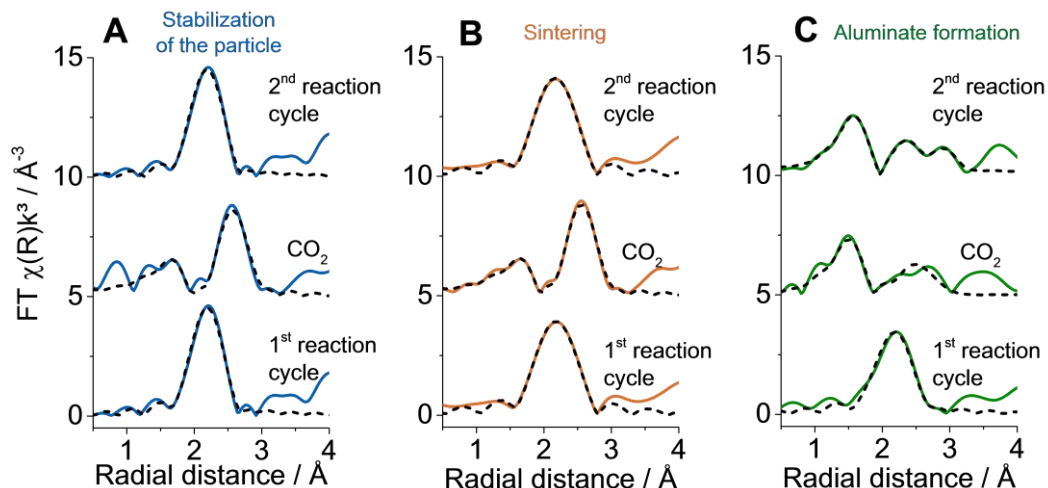 A
Stabilization
of the particle
15
2nd reaction
cycle
10
CO₂
5
1st reaction
cycle
0
1 2 3 4
Radial distance / Å
FT χ(R)k³ / Å⁻³
B
Sintering
15
2nd reaction
cycle
10
CO₂
5
1st reaction
cycle
0
1 2 3 4
Radial distance / Å
C
Aluminate formation
15
2nd reaction
cycle
10
CO₂
5
1st reaction
cycle
0
1 2 3 4
Radial distance / Å